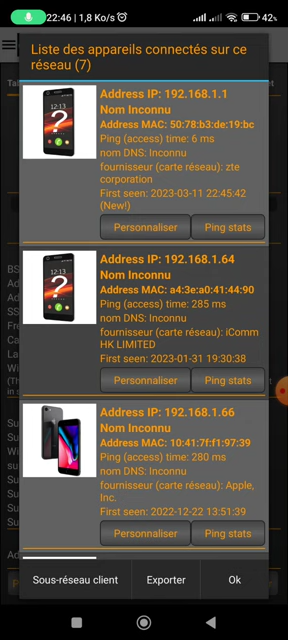 22:46 | 1,8 Ko/s
42%
Liste des appareils connectés sur ce
réseau (7)
Address IP: 192.168.1.1
Nom Inconnu
Address MAC: 50:78:b3:de:19:bc
Ping (access) time: 6 ms
nom DNS: Inconnu
fournisseur (carte réseau): zte
corporation
First seen: 2023-03-11 22:45:42
(New!)
Personnaliser
Ping stats
12:13
?
Address IP: 192.168.1.64
Nom Inconnu
Address MAC: a4:3e:a0:41:44:90
Ping (access) time: 285 ms
nom DNS: Inconnu
fournisseur (carte réseau): iComm
HK LIMITED
First seen: 2023-01-31 19:30:38
Personnaliser
Ping stats
12:13
?
Address IP: 192.168.1.66
Nom Inconnu
Address MAC: 10:41:7f:f1:97:39
Ping (access) time: 280 ms
nom DNS: Inconnu
fournisseur (carte réseau): Apple,
Inc.
First seen: 2022-12-22 13:51:39
Personnaliser
Ping stats
Sous-réseau client
Exporter
Ok